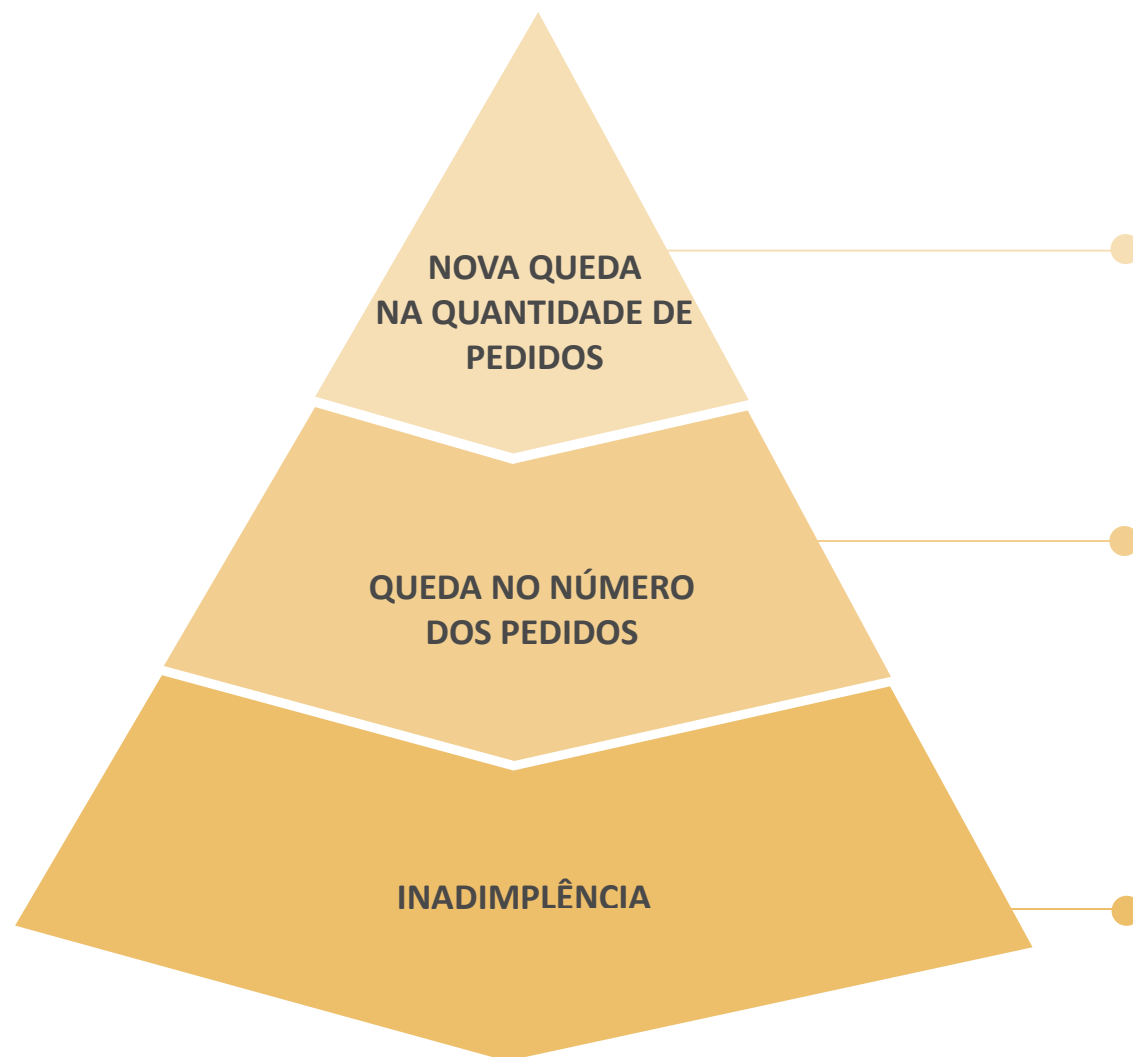 NOVA QUEDA
NA QUANTIDADE DE
PEDIDOS
QUEDA NO NÚMERO
DOS PEDIDOS
INADIMPLÊNCIA